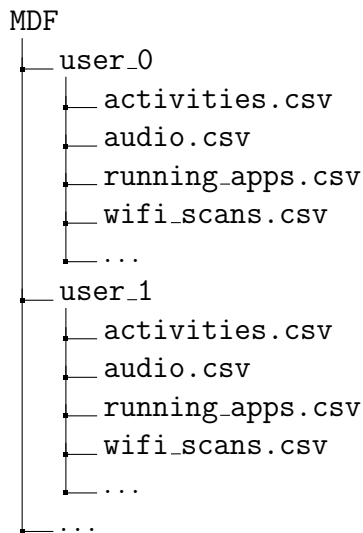 MDF
user_0
activities.csv
audio.csv
running_apps.csv
wifi_scans.csv
...
user_1
activities.csv
audio.csv
running_apps.csv
wifi_scans.csv
...
...